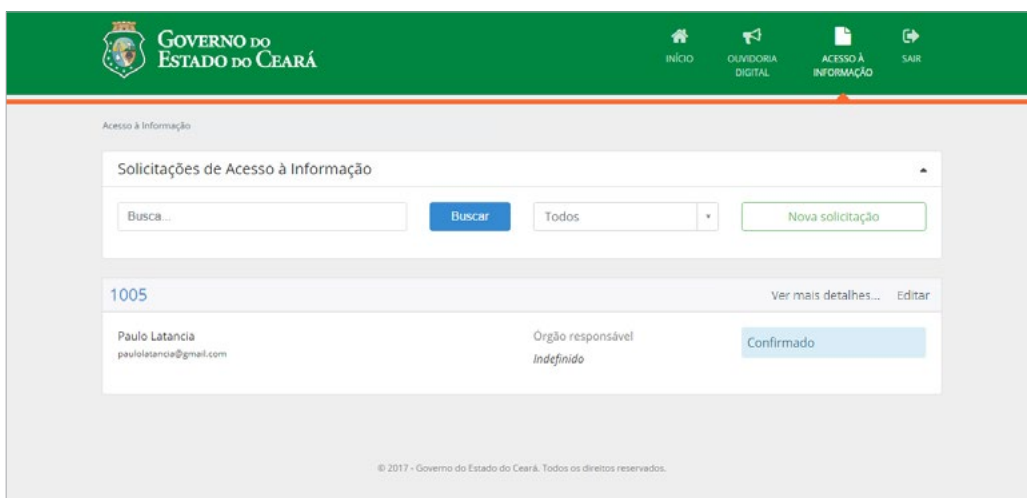 GOVERNO DO
ESTADO DO CEARÁ
INÍCIO
OUVIDORIA
DIGITAL
ACESSO À
INFORMAÇÃO
SAIR
Acesso à Informação
Solicitações de Acesso à Informação
Busca...
Buscar
Todos
Nova solicitação
1005
Ver mais detalhes...
Editar
Paulo Latancia
paulolatancia@gmail.com
Orgão responsável
Indefinido
Confirmado
© 2017 - Governo do Estado do Ceará. Todos os direitos reservados.